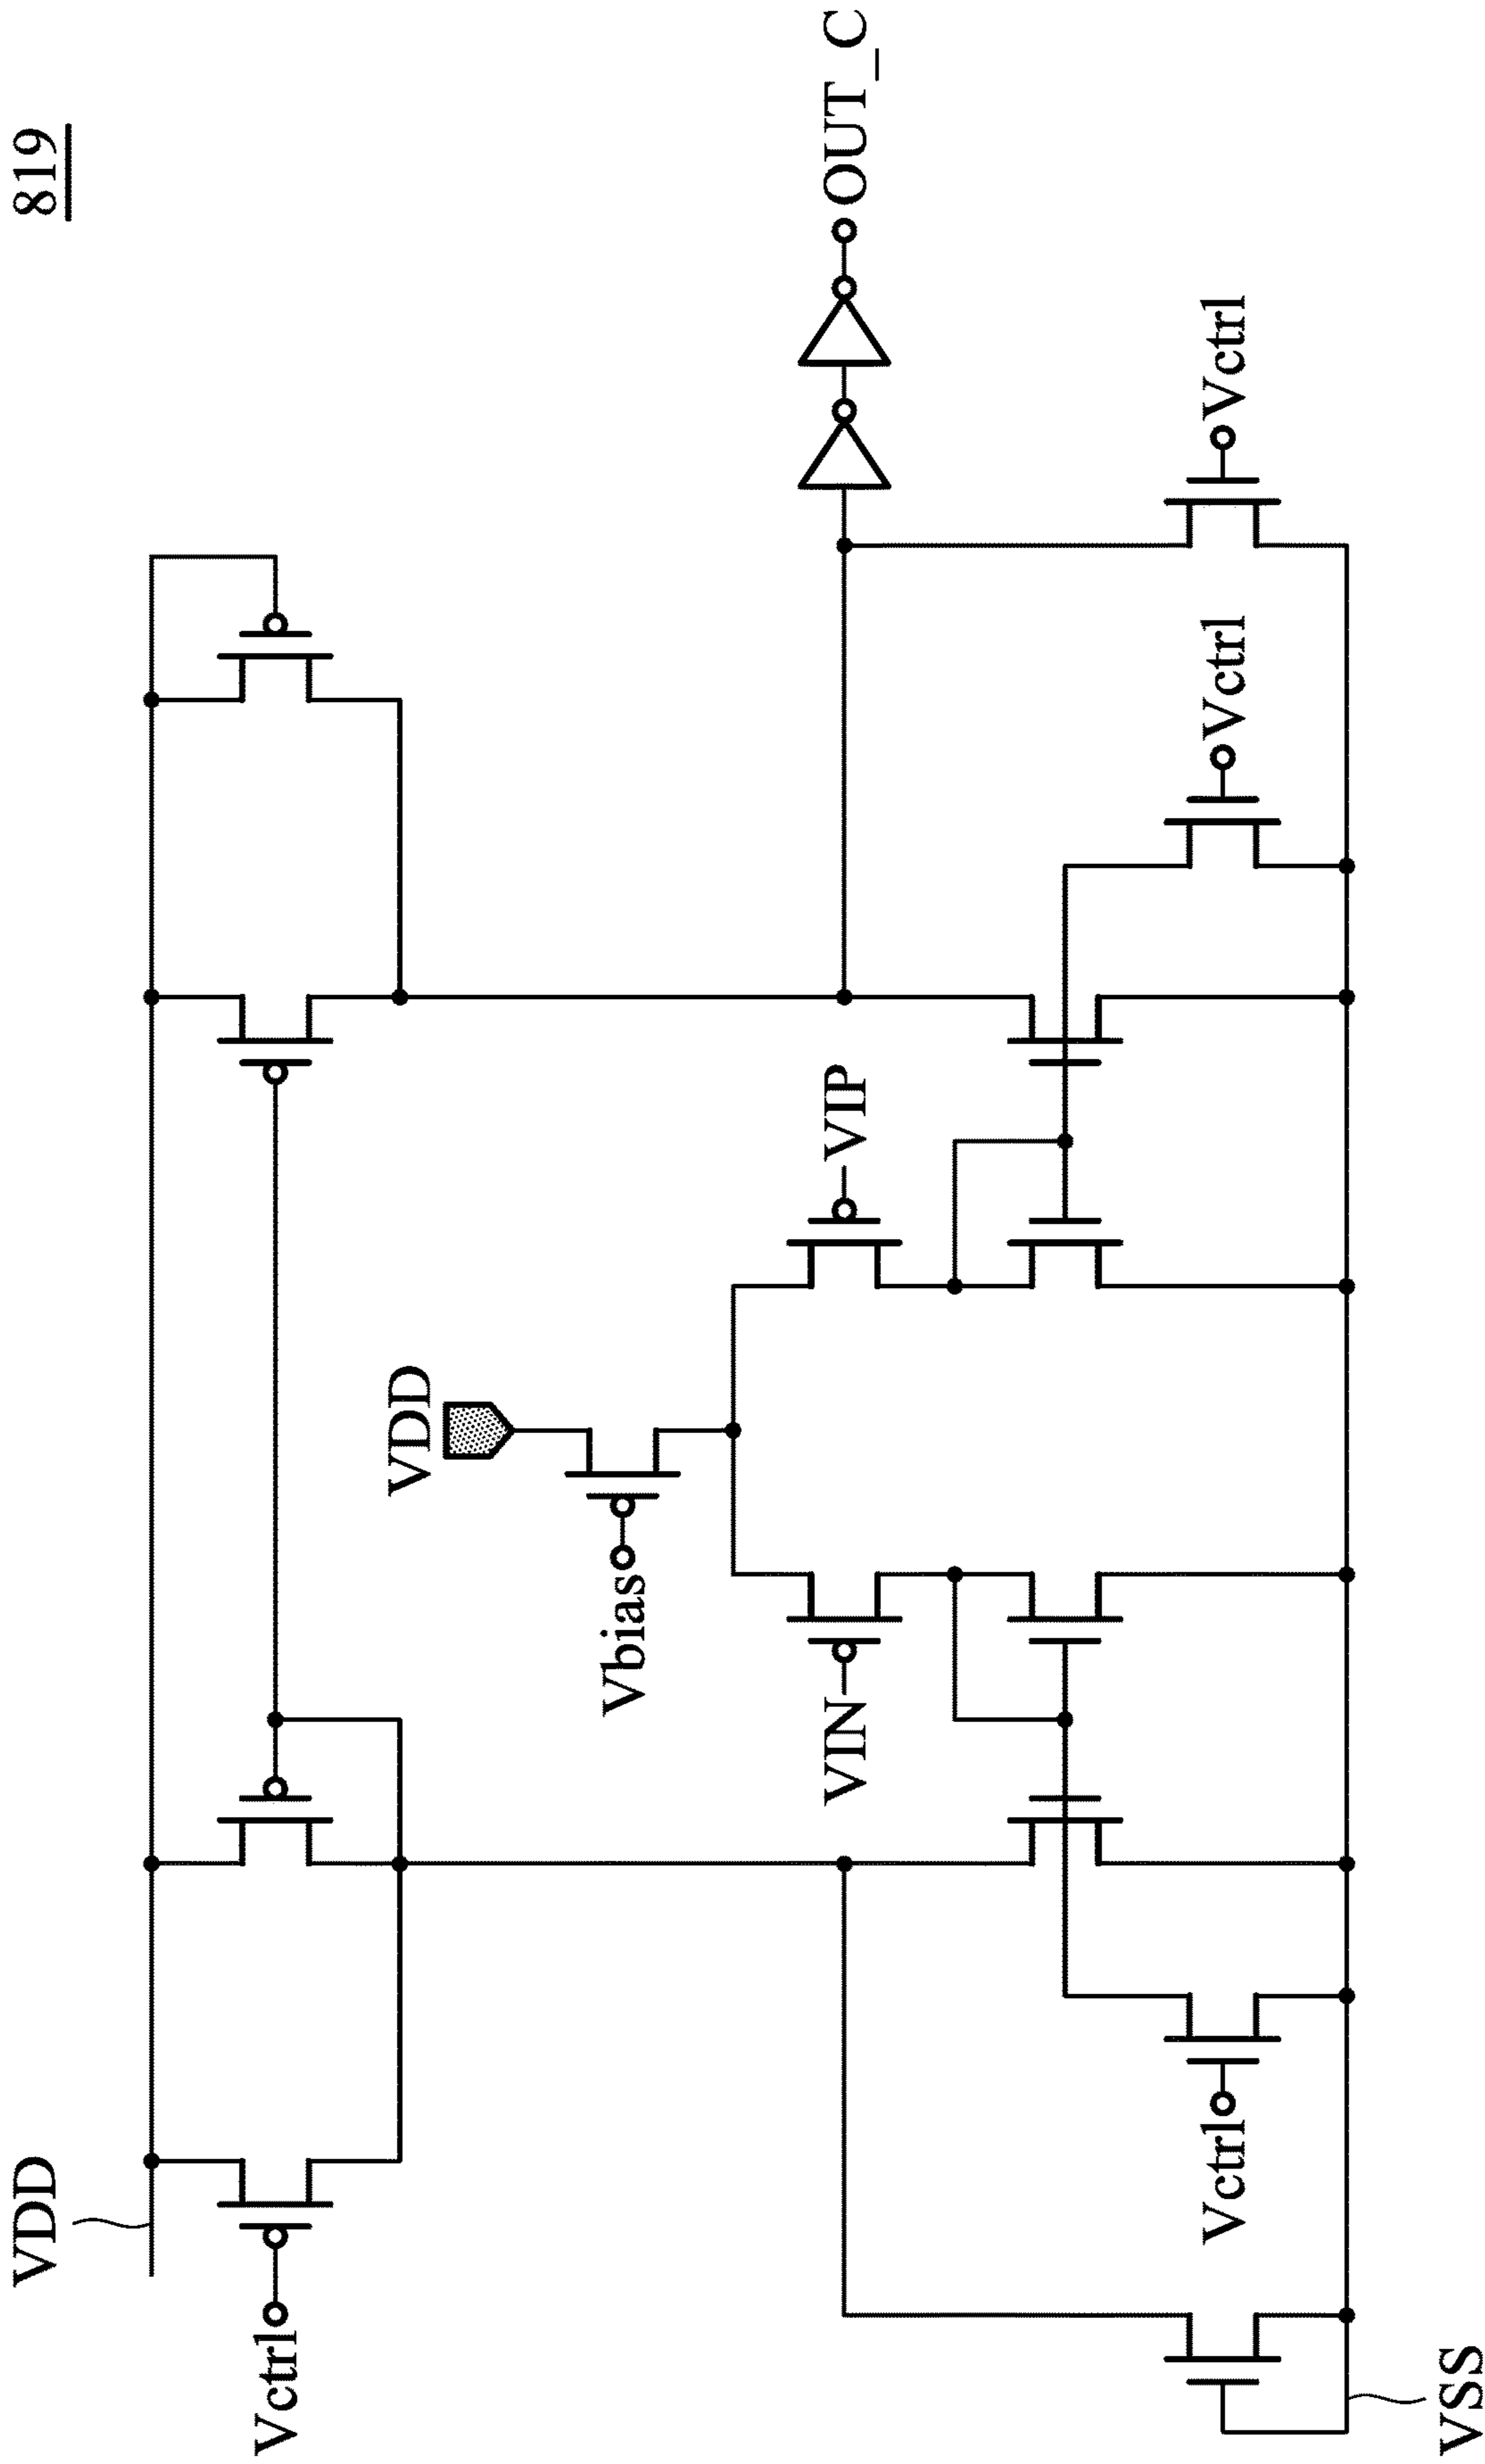 819
VDD
Vctrl
VDD
Vbias
VIN
VIP
OUT_C
Vctrl
Vctrl
Vctrl
VSS